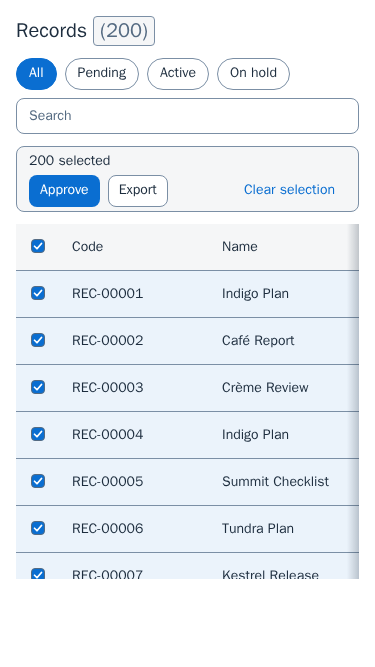 Records (200)
All Pending Active On hold
Search
200 selected
Approve Export Clear selection
Code Name
REC-00001 Indigo Plan
REC-00002 Café Report
REC-00003 Crème Review
REC-00004 Indigo Plan
REC-00005 Summit Checklist
REC-00006 Tundra Plan
REC-00007 Kestrel Release